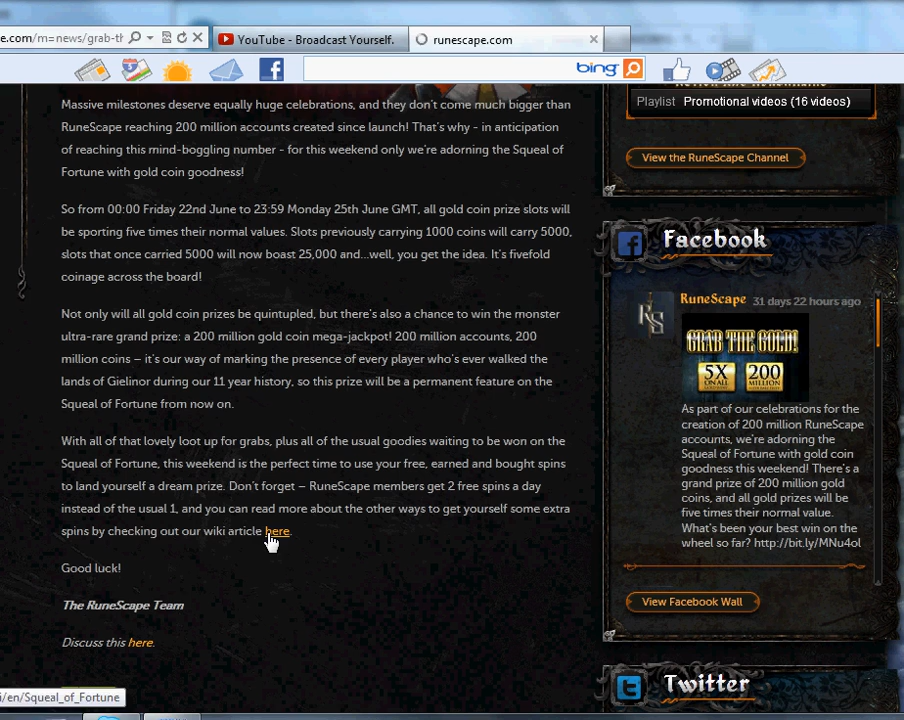 e.com/m=news/grab-th
YouTube - Broadcast Yourself.
runescape.com
bing
Massive milestones deserve equally huge celebrations, and they don't come much bigger than
RuneScape reaching 200 million accounts created since launch! That's why - in anticipation
of reaching this mind-boggling number - for this weekend only we're adorning the Squeal of
Fortune with gold coin goodness!
So from 00:00 Friday 22nd June to 23:59 Monday 25th June GMT, all gold coin prize slots will
be sporting five times their normal values. Slots previously carrying 1000 coins will carry 5000,
slots that once carried 5000 will now boast 25,000 and...well, you get the idea. It's fivefold
coinage across the board!
Not only will all gold coin prizes be quintupled, but there's also a chance to win the monster
ultra-rare grand prize: a 200 million gold coin mega-jackpot! 200 million accounts, 200
million coins – it's our way of marking the presence of every player who's ever walked the
lands of Gielinor during our 11 year history, so this prize will be a permanent feature on the
Squeal of Fortune from now on.
With all of that lovely loot up for grabs, plus all of the usual goodies waiting to be won on the
Squeal of Fortune, this weekend is the perfect time to use your free, earned and bought spins
to land yourself a dream prize. Don't forget – RuneScape members get 2 free spins a day
instead of the usual 1, and you can read more about the other ways to get yourself some extra
spins by checking out our wiki article here.
Good luck!
The RuneScape Team
Discuss this here.
i/en/Squeal_of_Fortune
Playlist Promotional videos (16 videos)
View the RuneScape Channel
Facebook
RuneScape 31 days 22 hours ago
RS
GRAB THE GOLD!
5X
ON ALL
200
MILLION
As part of our celebrations for the
creation of 200 million RuneScape
accounts, we're adorning the
Squeal of Fortune with gold coin
goodness this weekend! There's a
grand prize of 200 million gold
coins, and all gold prizes will be
five times their normal value.
What's been your best win on the
wheel so far? http://bit.ly/MNu4ol
View Facebook Wall
Twitter